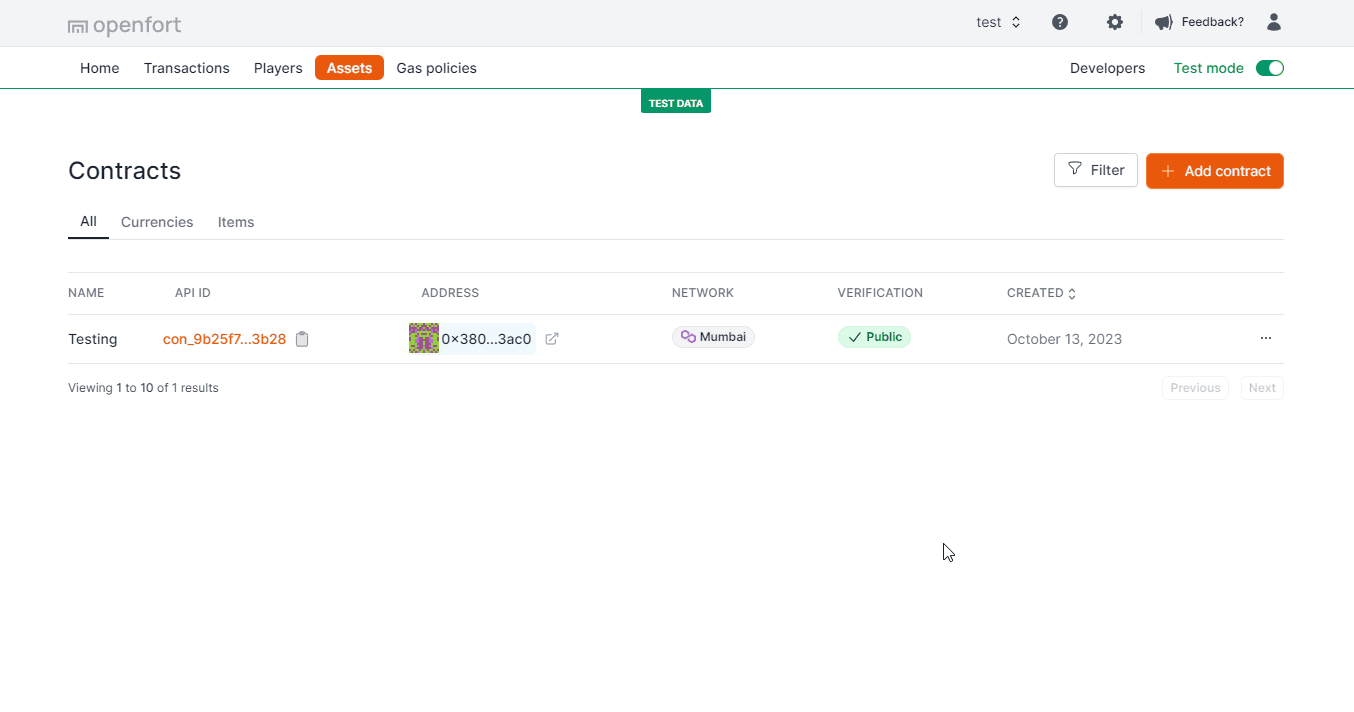 openfort
test
Feedback?
Home Transactions Players Assets Gas policies Developers Test mode
TEST DATA
Contracts
Filter
Add contract
All Currencies Items
NAME API ID ADDRESS NETWORK VERIFICATION CREATED
Testing con_9b25f7...3b28 0x380...3ac0 Mumbai Public October 13, 2023 ...
Viewing 1 to 10 of 1 results
Previous Next